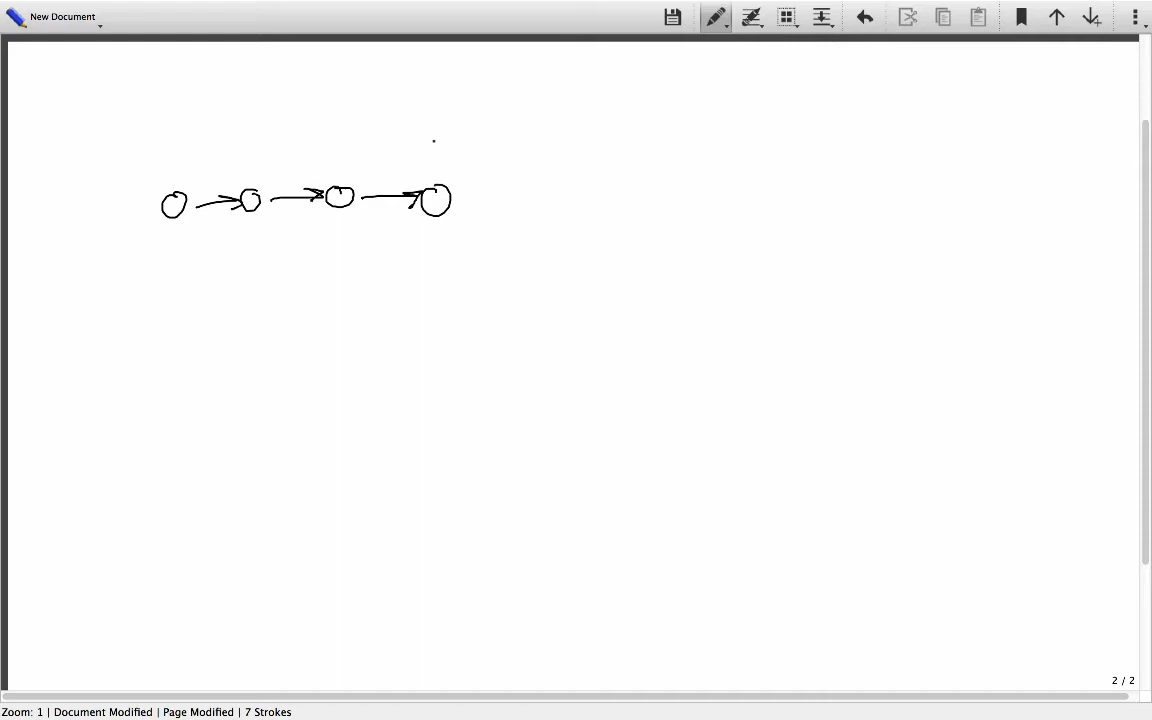 New Document
2 / 2
Zoom: 1 | Document Modified | Page Modified | 7 Strokes